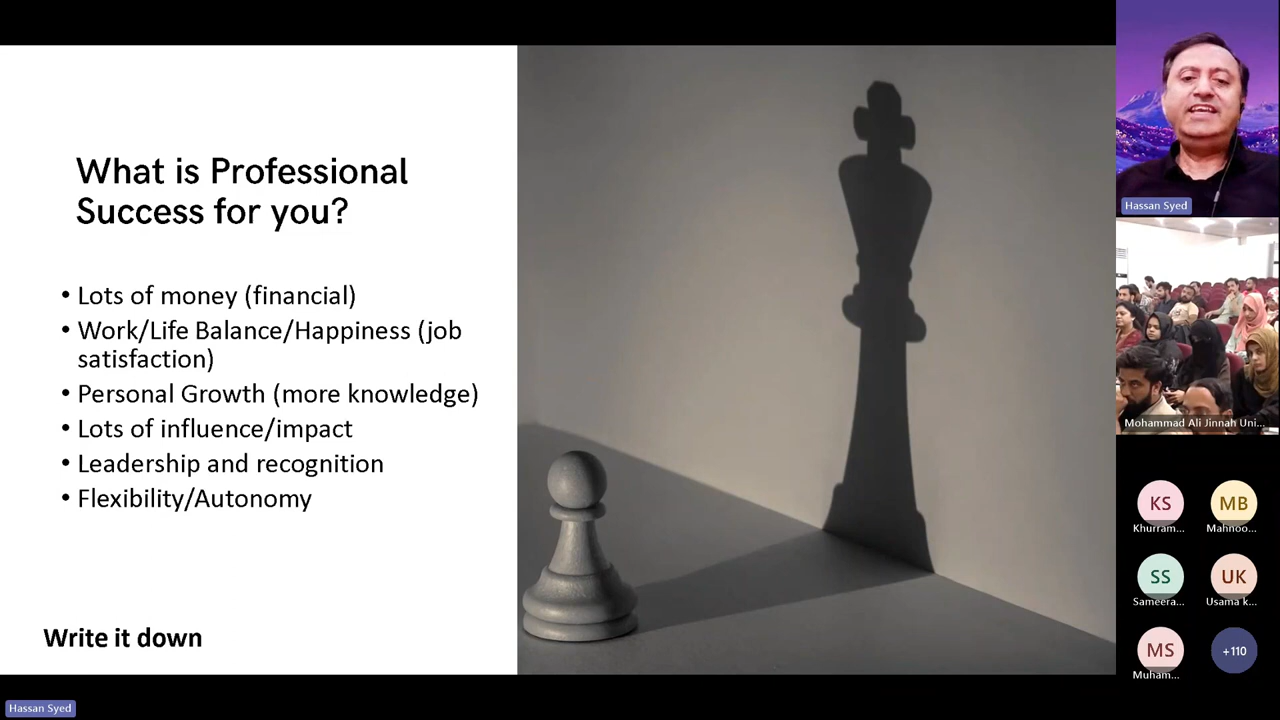 What is Professional
Success for you?
• Lots of money (financial)
• Work/Life Balance/Happiness (job
satisfaction)
• Personal Growth (more knowledge)
• Lots of influence/impact
• Leadership and recognition
• Flexibility/Autonomy
Write it down
Hassan Syed
Hassan Syed
Mohammad Ali Jinnah Uni...
KS
MB
Khurram...
Mahnoo...
SS
UK
Sameera...
Usama k...
MS
+110
Muham...